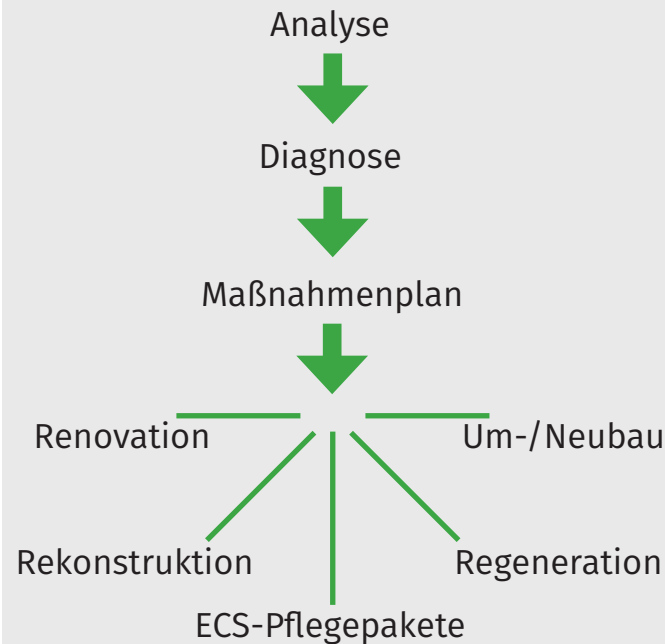 Analyse
Diagnose
Maßnahmenplan
Renovation
Um-/Neubau
Rekonstruktion
Regeneration
ECS-Pflegepakete